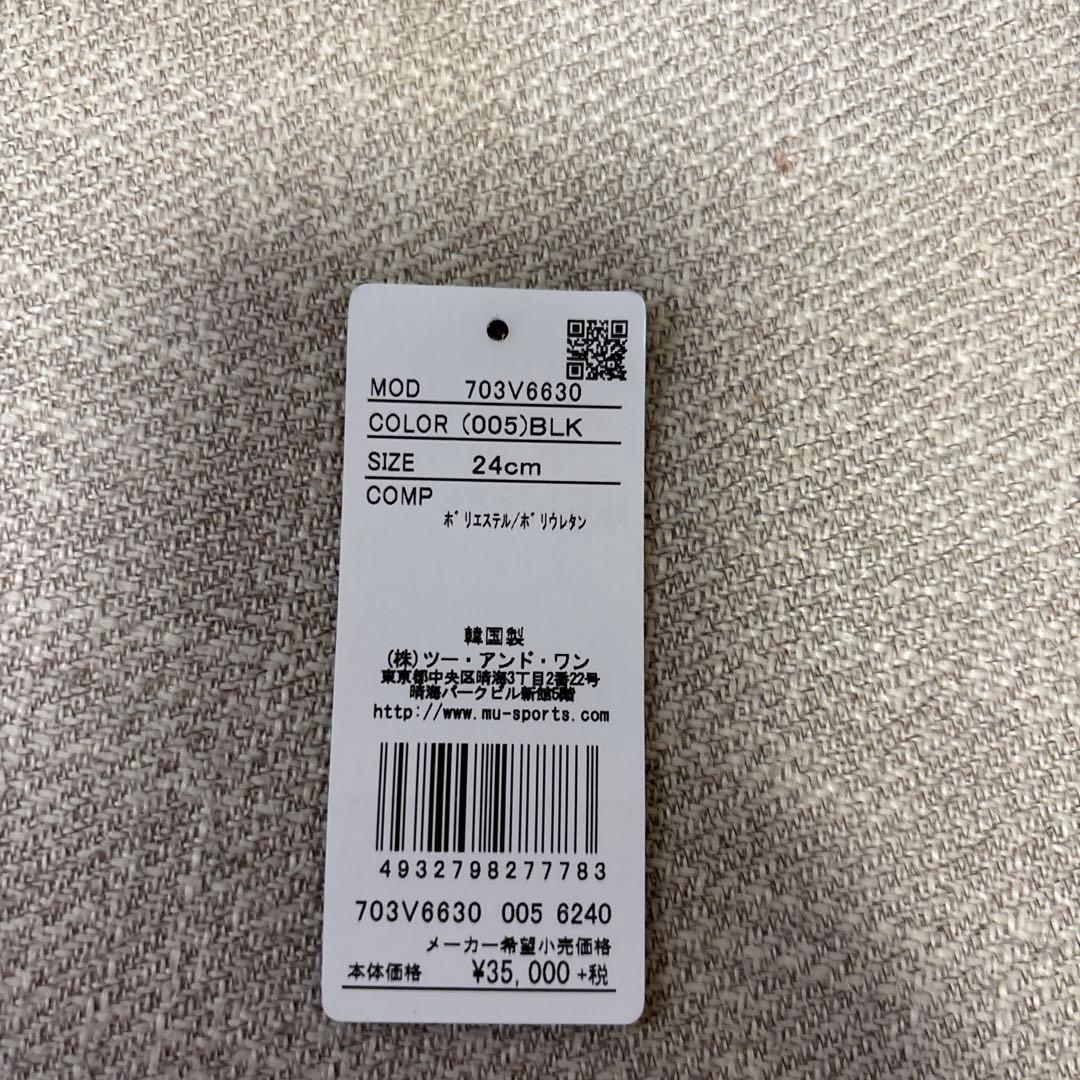 MOD 703V6630
COLOR (005)BLK
SIZE 24cm
COMP
ﾎﾟﾘｴｽﾃﾙ/ﾎﾟﾘｳﾚﾀﾝ
韓国製
(株)ツー・アンド・ワン
東京都中央区晴海3丁目2番22号
晴海パークビル新館5階
http://www.mu-sports.com
4932798277783
703V6630 005 6240
メーカー希望小売価格
本体価格 ¥35,000+税